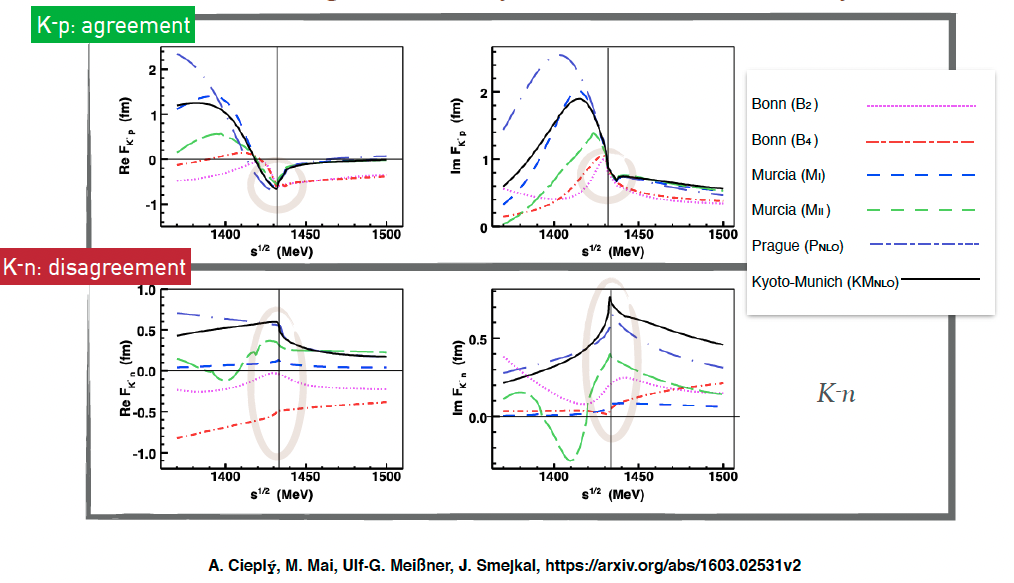 K-p: agreement
Re F K⁻p (fm)
2
1
0
-1
1400
1450
1500
s^1/2 (MeV)
Im F K⁻p (fm)
2
1
0
1400
1450
1500
s^1/2 (MeV)
Bonn (B2)
Bonn (B4)
Murcia (MI)
Murcia (MII)
Prague (PNLO)
Kyoto-Munich (KMNLO)
K-n: disagreement
Re F K⁻n (fm)
1.0
0.5
0.0
-0.5
-1.0
1400
1450
1500
s^1/2 (MeV)
Im F K⁻n (fm)
0.5
0.0
1400
1450
1500
s^1/2 (MeV)
K-n
A. Cieplý, M. Mai, Ulf-G. Meißner, J. Smejkal, https://arxiv.org/abs/1603.02531v2